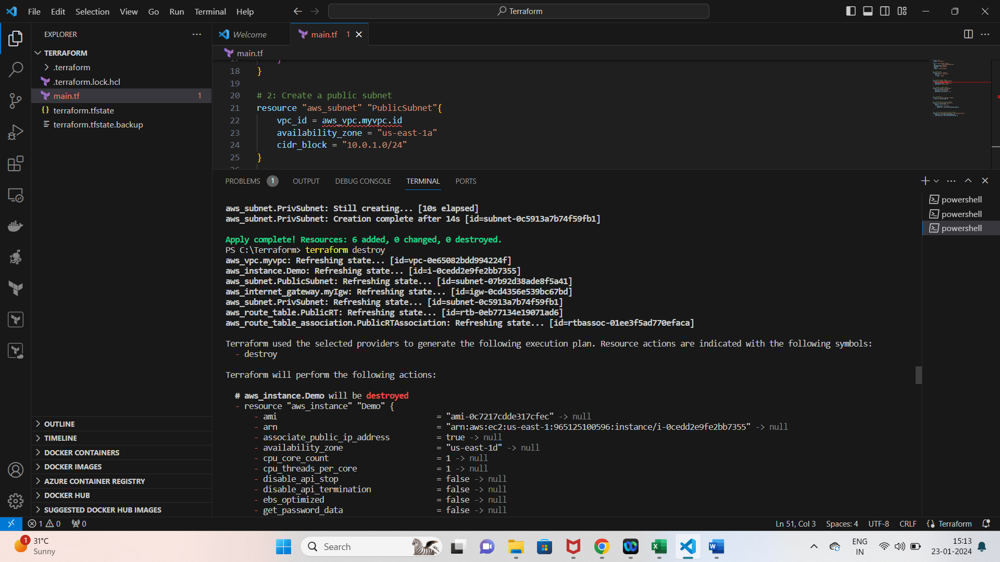 File Edit Selection View Go Run Terminal Help
Terraform
EXPLORER
TERRAFORM
.terraform
.terraform.lock.hcl
main.tf 1
terraform.tfstate
terraform.tfstate.backup
OUTLINE
TIMELINE
DOCKER CONTAINERS
DOCKER IMAGES
AZURE CONTAINER REGISTRY
DOCKER HUB
SUGGESTED DOCKER HUB IMAGES
Welcome
main.tf 1
main.tf
17 }
18 }
19
20 # 2: Create a public subnet
21 resource "aws_subnet" "PublicSubnet"{
22 vpc_id = aws_vpc.myvpc.id
23 availability_zone = "us-east-1a"
24 cidr_block = "10.0.1.0/24"
25 }
26
PROBLEMS 1 OUTPUT DEBUG CONSOLE TERMINAL PORTS
powershell
powershell
powershell
aws_subnet.PrivSubnet: Still creating... [10s elapsed]
aws_subnet.PrivSubnet: Creation complete after 14s [id=subnet-0c5913a7b74f59fb1]
Apply complete! Resources: 6 added, 0 changed, 0 destroyed.
PS C:\Terraform> terraform destroy
aws_vpc.myvpc: Refreshing state... [id=vpc-0e65082bdd994224f]
aws_instance.Demo: Refreshing state... [id=i-0cedd2e9fe2bb7355]
aws_subnet.PublicSubnet: Refreshing state... [id=subnet-07b92d38ade8f5a41]
aws_internet_gateway.myIgw: Refreshing state... [id=igw-0cd4356e539bc67bd]
aws_subnet.PrivSubnet: Refreshing state... [id=subnet-0c5913a7b74f59fb1]
aws_route_table.PublicRT: Refreshing state... [id=rtb-0eb77134e19071ad6]
aws_route_table_association.PublicRTAssociation: Refreshing state... [id=rtbassoc-01ee3f5ad770efaca]
Terraform used the selected providers to generate the following execution plan. Resource actions are indicated with the following symbols:
- destroy
Terraform will perform the following actions:
# aws_instance.Demo will be destroyed
- resource "aws_instance" "Demo" {
- ami = "ami-0c7217cdde317cfec" -> null
- arn = "arn:aws:ec2:us-east-1:965125100596:instance/i-0cedd2e9fe2bb7355" -> null
- associate_public_ip_address = true -> null
- availability_zone = "us-east-1d" -> null
- cpu_core_count = 1 -> null
- cpu_threads_per_core = 1 -> null
- disable_api_stop = false -> null
- disable_api_termination = false -> null
- ebs_optimized = false -> null
- get_password_data = false -> null
1 0 0
Ln 51, Col 3 Spaces: 4 UTF-8 CRLF {} Terraform
1
31°C
Sunny
Search
ENG
IN
15:13
23-01-2024